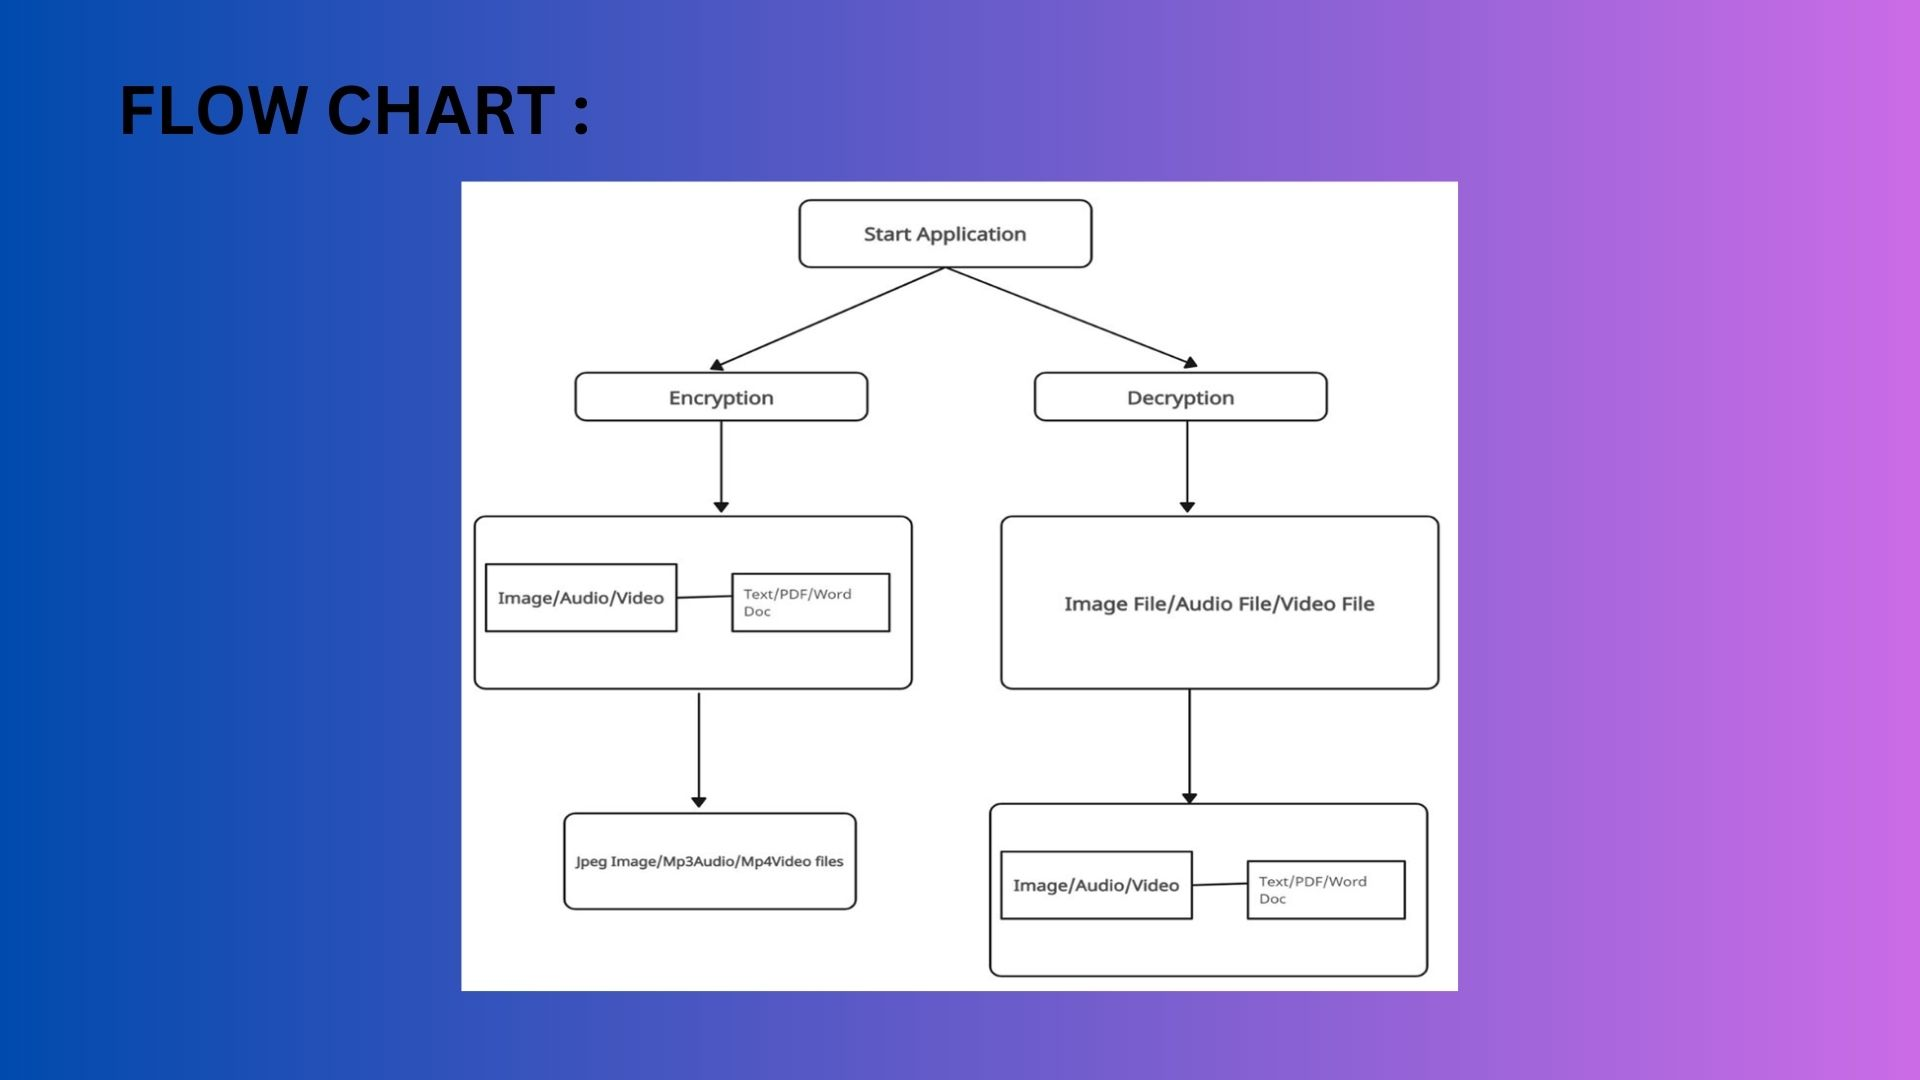 FLOW CHART :
Start Application
Encryption
Decryption
Image/Audio/Video
Text/PDF/Word
Doc
Image File/Audio File/Video File
Jpeg Image/Mp3Audio/Mp4Video files
Image/Audio/Video
Text/PDF/Word
Doc